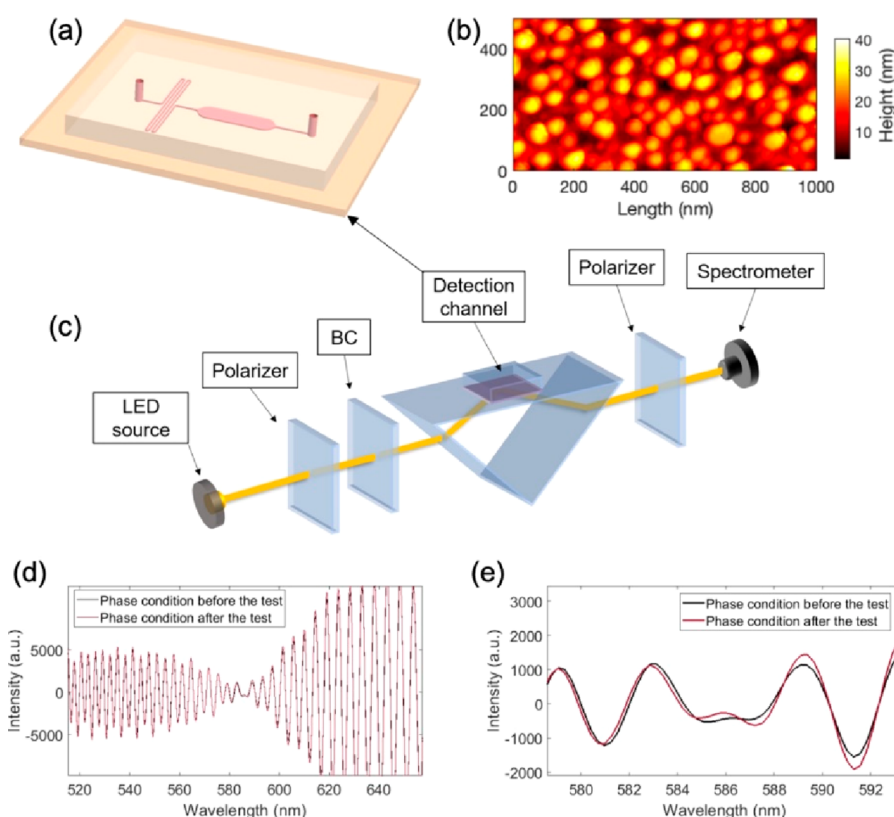 (a)
(b)
500
400
300
200
100
0
0
200
400
600
800
1000
Length (nm)
40
30
20
10
Height (nm)
Polarizer
Spectrometer
Detection
channel
(c)
BC
Polarizer
LED
source
(d)
Phase condition before the test
Phase condition after the test
5000
0
-5000
Intensity (a.u.)
520
540
560
580
600
620
640
Wavelength (nm)
(e)
Phase condition before the test
Phase condition after the test
3000
2000
1000
0
-1000
-2000
Intensity (a.u.)
580
582
584
586
588
590
592
Wavelength (nm)